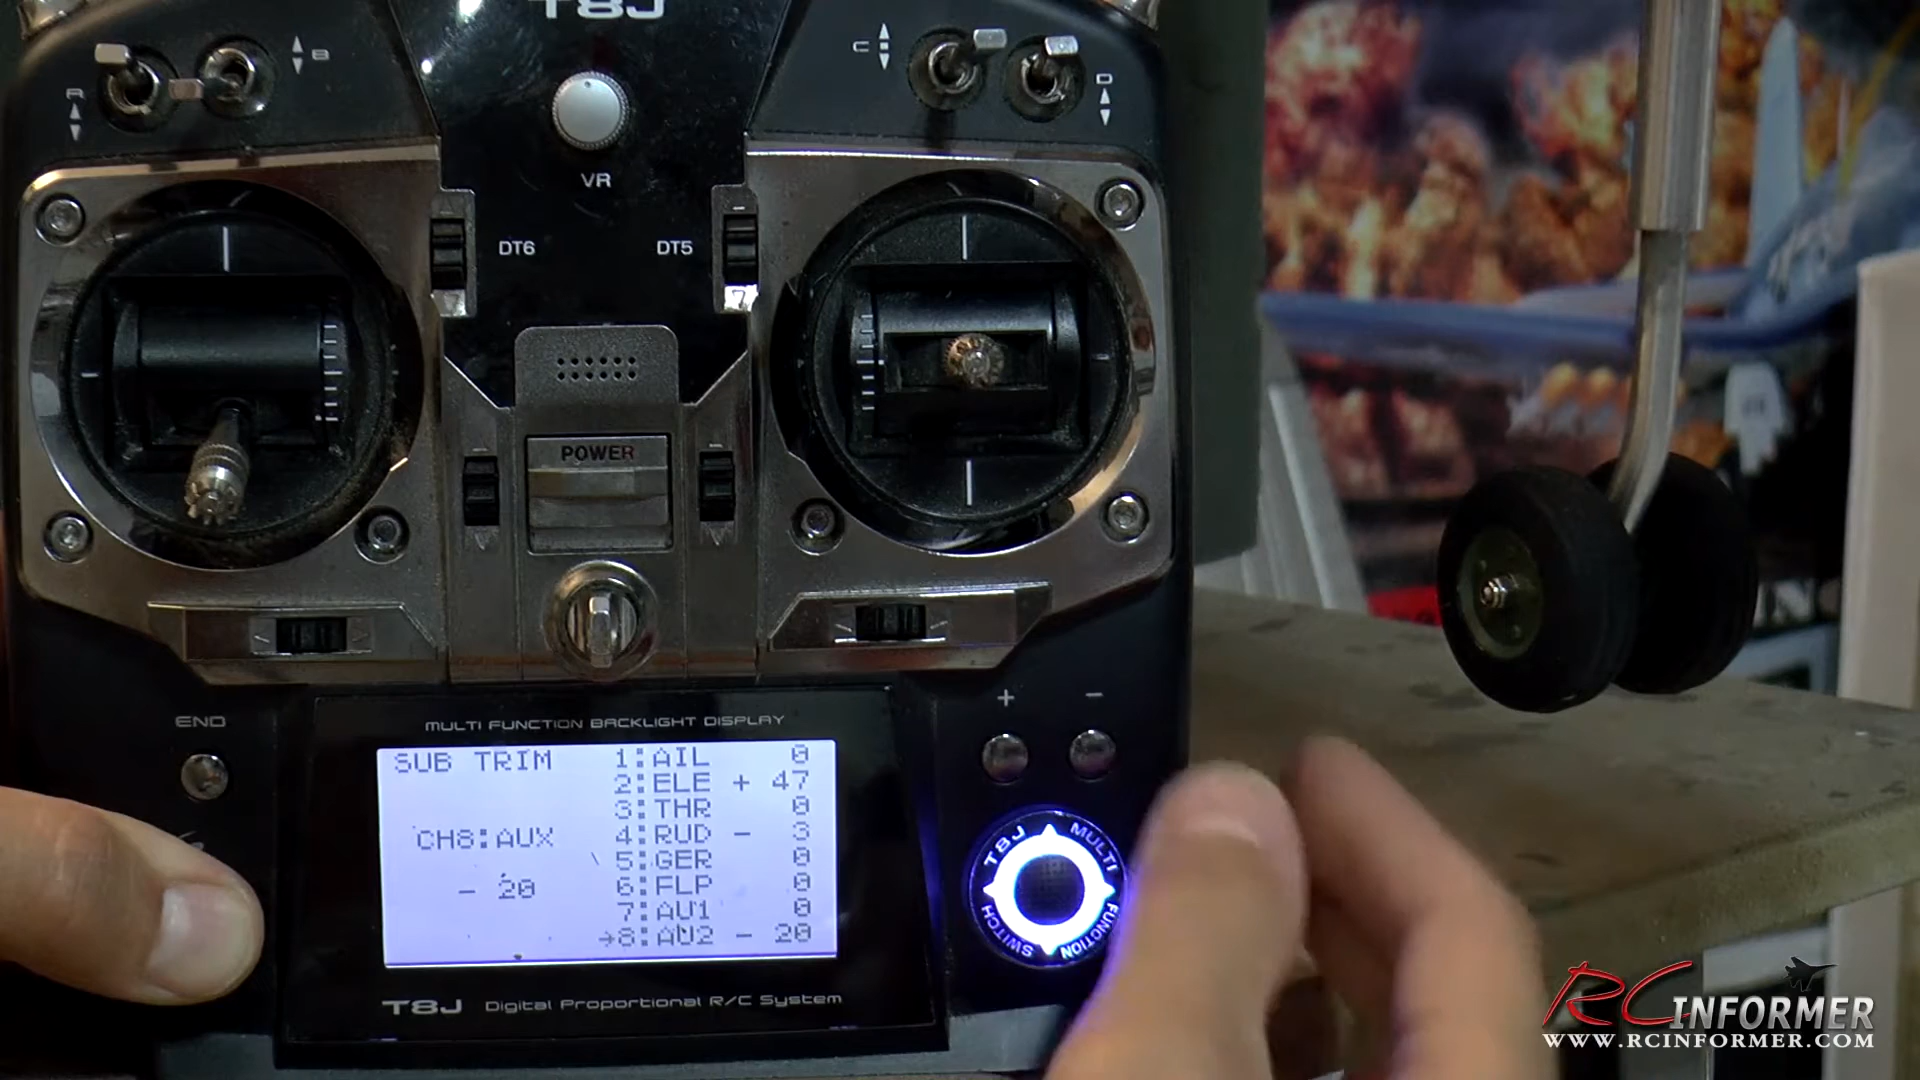 T8J
A
B
C
D
VR
DT6
DT5
7
POWER
END
+ -
MULTI FUNCTION BACKLIGHT DISPLAY
SUB TRIM
CH8:AUX
- 20
1:AIL 0
2:ELE + 47
3:THR 0
4:RUD - 3
5:GER 0
6:FLP 0
7:AU1 0
→8:AU2 - 20
T8J MULTI
SWITCH FUNCTION
T8J Digital Proportional R/C System
RC INFORMER
WWW.RCINFORMER.COM